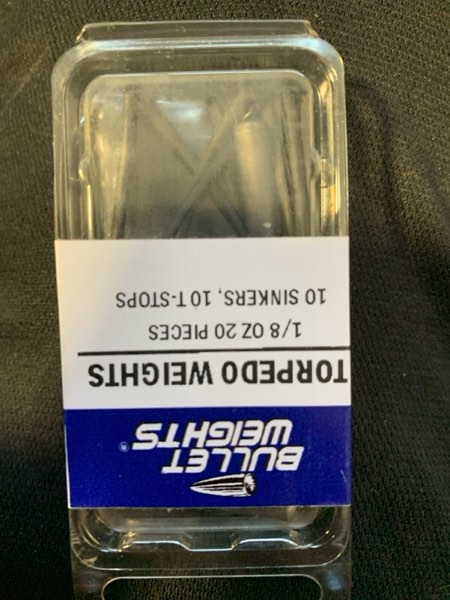 BULLET
WEIGHTS®
TORPEDO WEIGHTS
1/8 OZ 20 PIECES
10 SINKERS, 10 T-STOPS